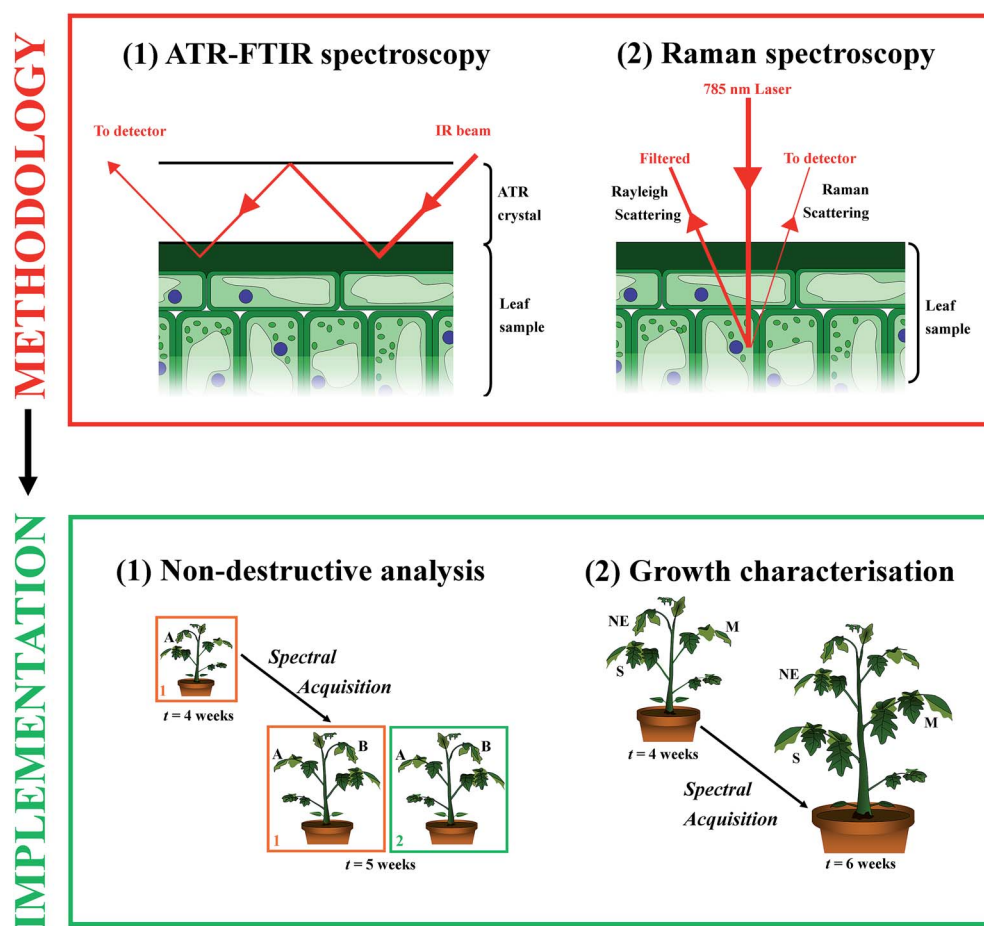 METHODOLOGY
(1) ATR-FTIR spectroscopy
To detector
IR beam
ATR
crystal
Leaf
sample
(2) Raman spectroscopy
785 nm Laser
Filtered
To detector
Rayleigh
Scattering
Raman
Scattering
Leaf
sample
IMPLEMENTATION
(1) Non-destructive analysis
A
1
t = 4 weeks
Spectral
Acquisition
A
B
1
A
B
2
t = 5 weeks
(2) Growth characterisation
NE
M
S
t = 4 weeks
Spectral
Acquisition
NE
M
S
t = 6 weeks